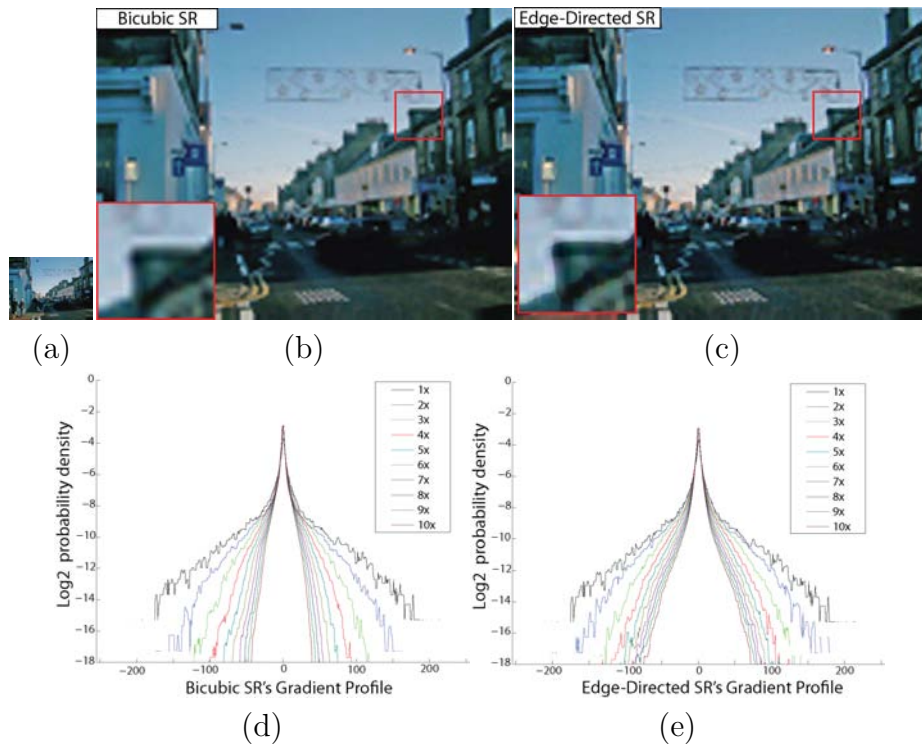 Bicubic SR
Edge-Directed SR
(a)
(b)
(c)
0
−2
−4
−6
−8
−10
−12
−14
−16
−18
Log2 probability density
1x
2x
3x
4x
5x
6x
7x
8x
9x
10x
−200
−100
0
100
200
Bicubic SR's Gradient Profile
(d)
0
−2
−4
−6
−8
−10
−12
−14
−16
−18
Log2 probability density
1x
2x
3x
4x
5x
6x
7x
8x
9x
10x
−200
−100
0
100
200
Edge-Directed SR's Gradient Profile
(e)